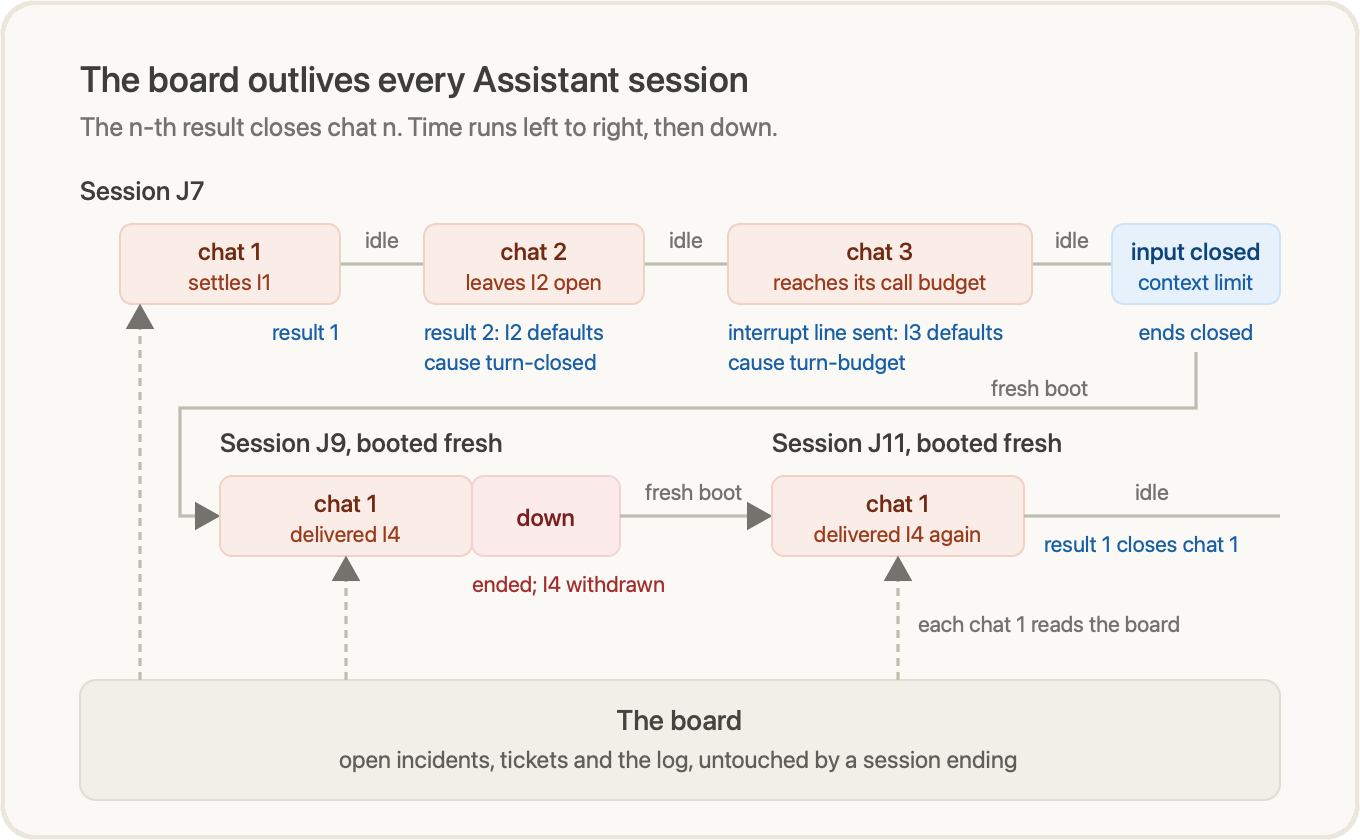 The board outlives every Assistant session
The n-th result closes chat n. Time runs left to right, then down.
Session J7
chat 1
settles I1
idle
chat 2
leaves I2 open
idle
chat 3
reaches its call budget
idle
input closed
context limit
result 1
result 2: I2 defaults
cause turn-closed
interrupt line sent: I3 defaults
cause turn-budget
ends closed
fresh boot
Session J9, booted fresh
chat 1
delivered I4
down
ended; I4 withdrawn
fresh boot
Session J11, booted fresh
chat 1
delivered I4 again
idle
result 1 closes chat 1
each chat 1 reads the board
The board
open incidents, tickets and the log, untouched by a session ending